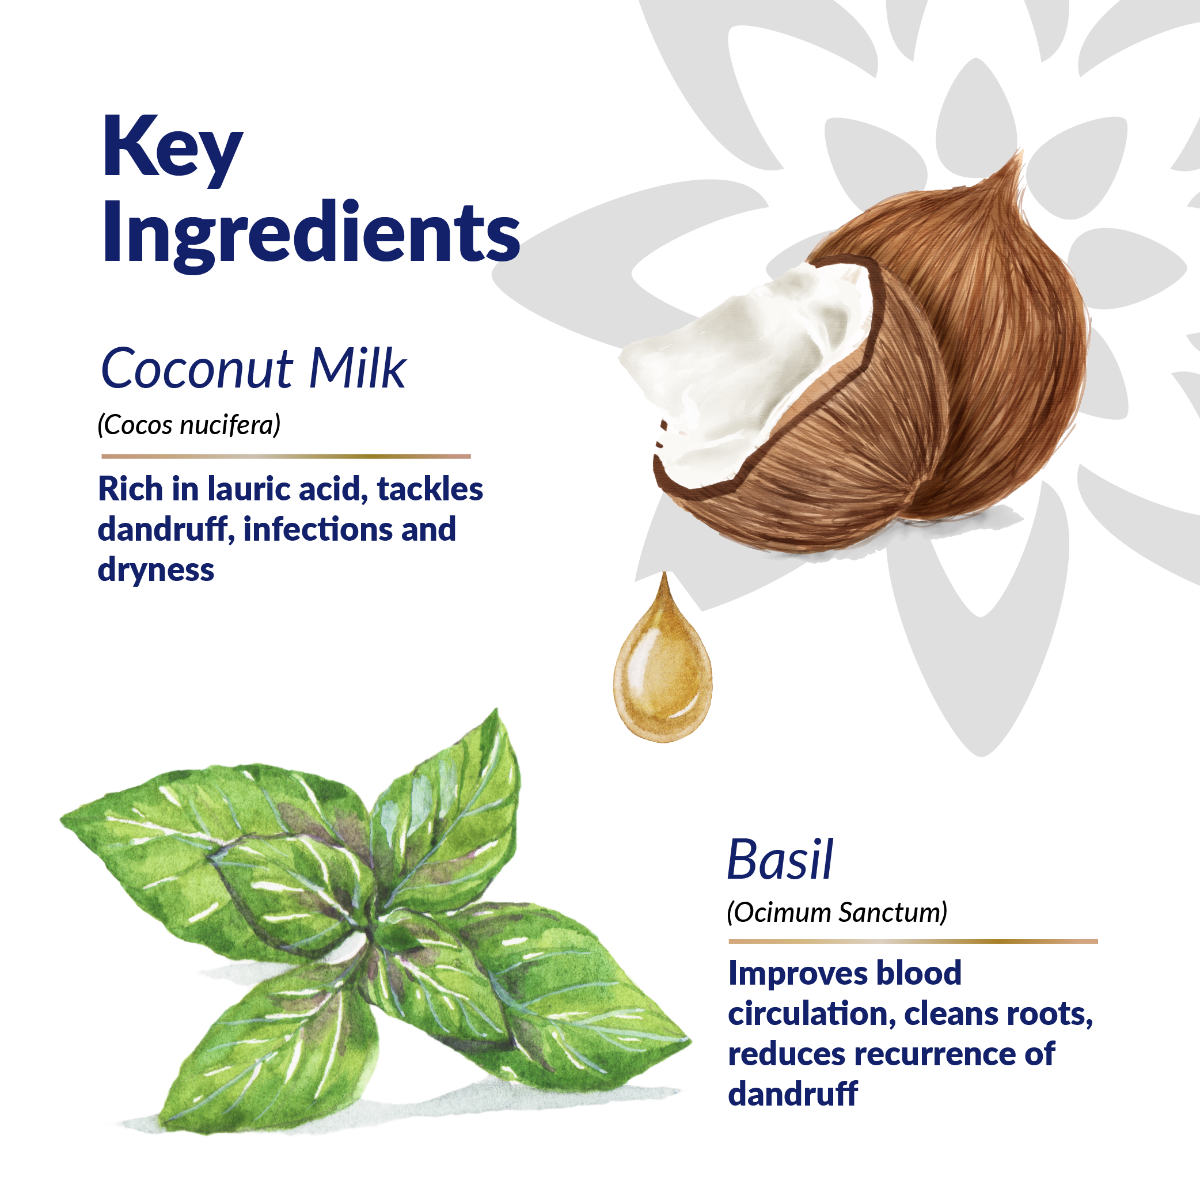 Key
Ingredients
Coconut Milk
(Cocos nucifera)
Rich in lauric acid, tackles
dandruff, infections and
dryness
Basil
(Ocimum Sanctum)
Improves blood
circulation, cleans roots,
reduces recurrence of
dandruff